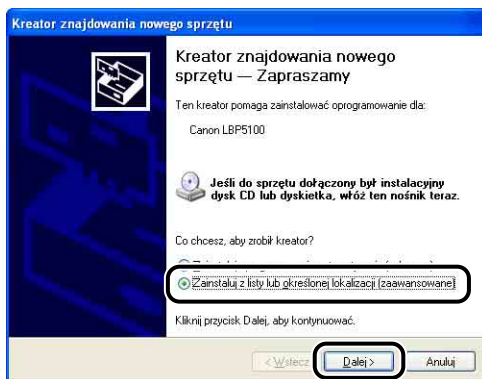 Kreator znajdowania nowego sprzętu
Kreator znajdowania nowego
sprzętu — Zapraszamy
Ten kreator pomaga zainstalować oprogramowanie dla:
Canon LBP5100
Jeśli do sprzętu dołączony był instalacyjny
dysk CD lub dyskietka, włóż ten nośnik teraz.
Co chcesz, aby zrobił kreator?
Zainstaluj z listy lub określonej lokalizacji (zaawansowane)
Kliknij przycisk Dalej, aby kontynuować.
< Wstecz Dalej > Anuluj